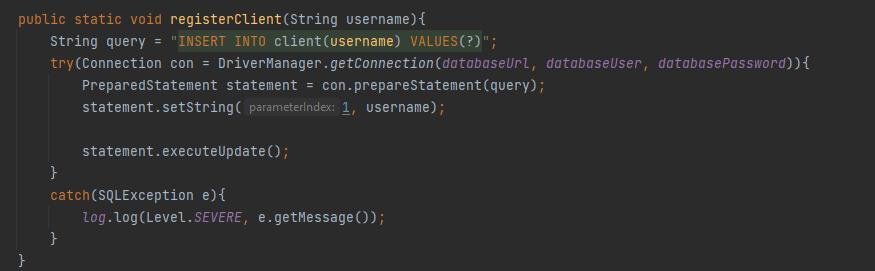 public static void registerClient(String username){
String query = "INSERT INTO client(username) VALUES(?)";
try(Connection con = DriverManager.getConnection(databaseUrl, databaseUser, databasePassword)){
PreparedStatement statement = con.prepareStatement(query);
statement.setString( parameterIndex: 1, username);
statement.executeUpdate();
}
catch(SQLException e){
log.log(Level.SEVERE, e.getMessage());
}
}